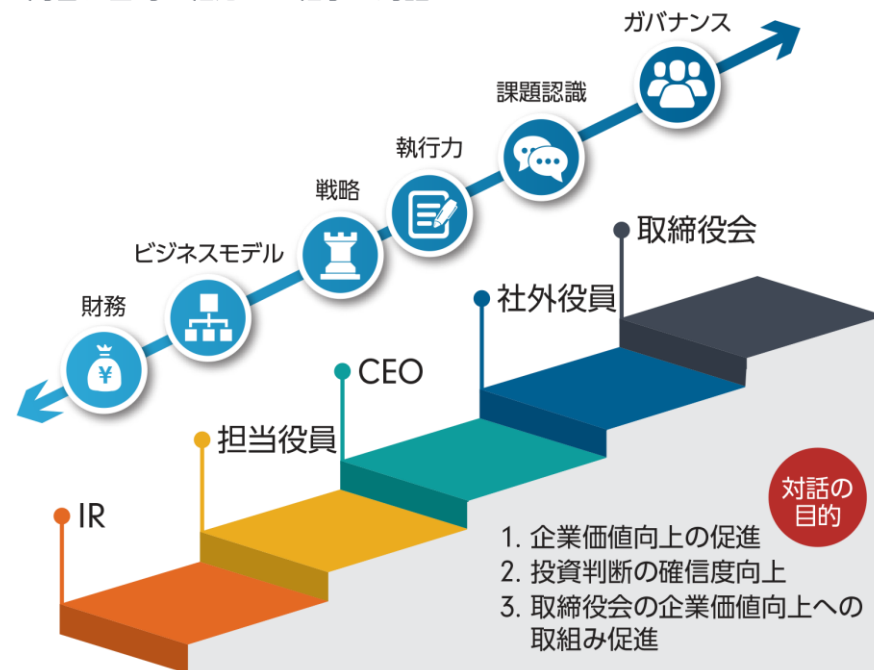 ガバナンス
課題認識
執行力
戦略
ビジネスモデル
財務
¥
取締役会
社外役員
CEO
担当役員
IR
対話の
目的
1. 企業価値向上の促進
2. 投資判断の確信度向上
3. 取締役会の企業価値向上への
取組み促進